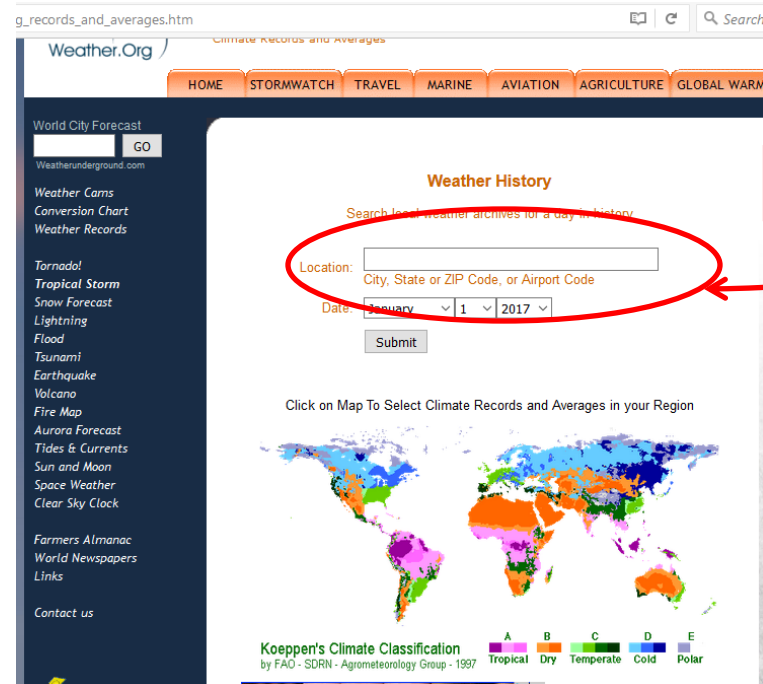 g_records_and_averages.htm
Search
Weather.Org
Climate Records and Averages
HOME STORMWATCH TRAVEL MARINE AVIATION AGRICULTURE GLOBAL WARM
World City Forecast
GO
Weatherunderground.com
Weather Cams
Conversion Chart
Weather Records
Tornado!
Tropical Storm
Snow Forecast
Lightning
Flood
Tsunami
Earthquake
Volcano
Fire Map
Aurora Forecast
Tides & Currents
Sun and Moon
Space Weather
Clear Sky Clock
Farmers Almanac
World Newspapers
Links
Contact us
Weather History
Search local weather archives for a day in history
Location:
City, State or ZIP Code, or Airport Code
Date: January 1 2017
Submit
Click on Map To Select Climate Records and Averages in your Region
Koeppen's Climate Classification
by FAO - SDRN - Agrometeorology Group - 1997
A B C D E
Tropical Dry Temperate Cold Polar